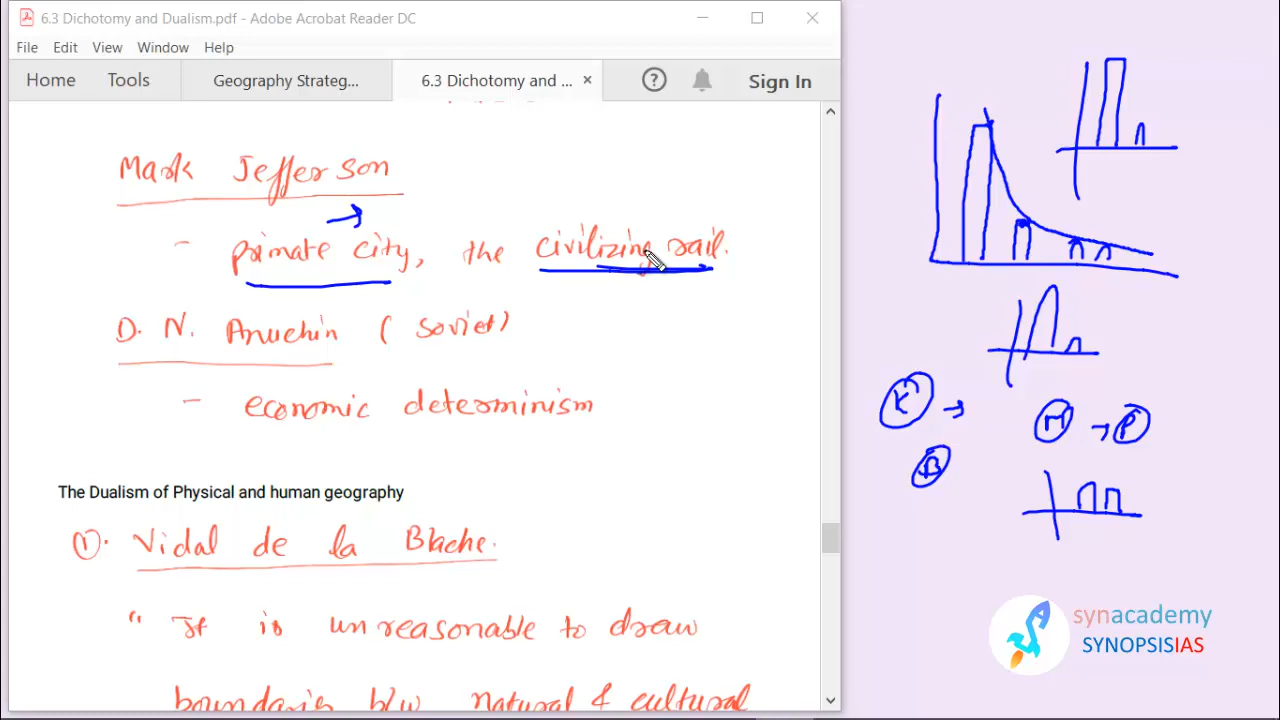 6.3 Dichotomy and Dualism.pdf - Adobe Acrobat Reader DC
File Edit View Window Help
Home Tools Geography Strateg... 6.3 Dichotomy and ... × ? Sign In
Mark Jefferson
- primate city, the civilizing rail.
D. N. Anuchin (Soviet)
- economic determinism
The Dualism of Physical and human geography
①. Vidal de la Blache.
" It is unreasonable to draw
boundaries b/w natural & cultural
K →
M → P
B
synacademy
SYNOPSISIAS